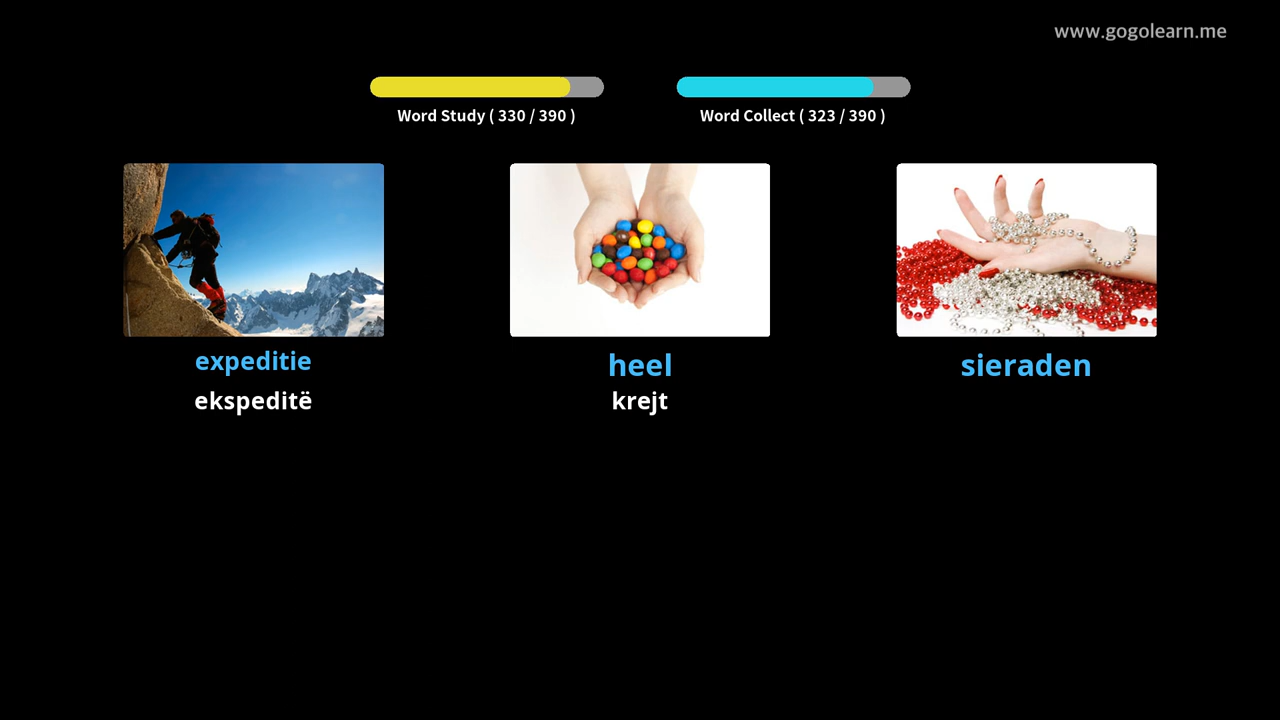 www.gogolearn.me
Word Study ( 330 / 390 )
Word Collect ( 323 / 390 )
expeditie
heel
sieraden
ekspeditë
krejt